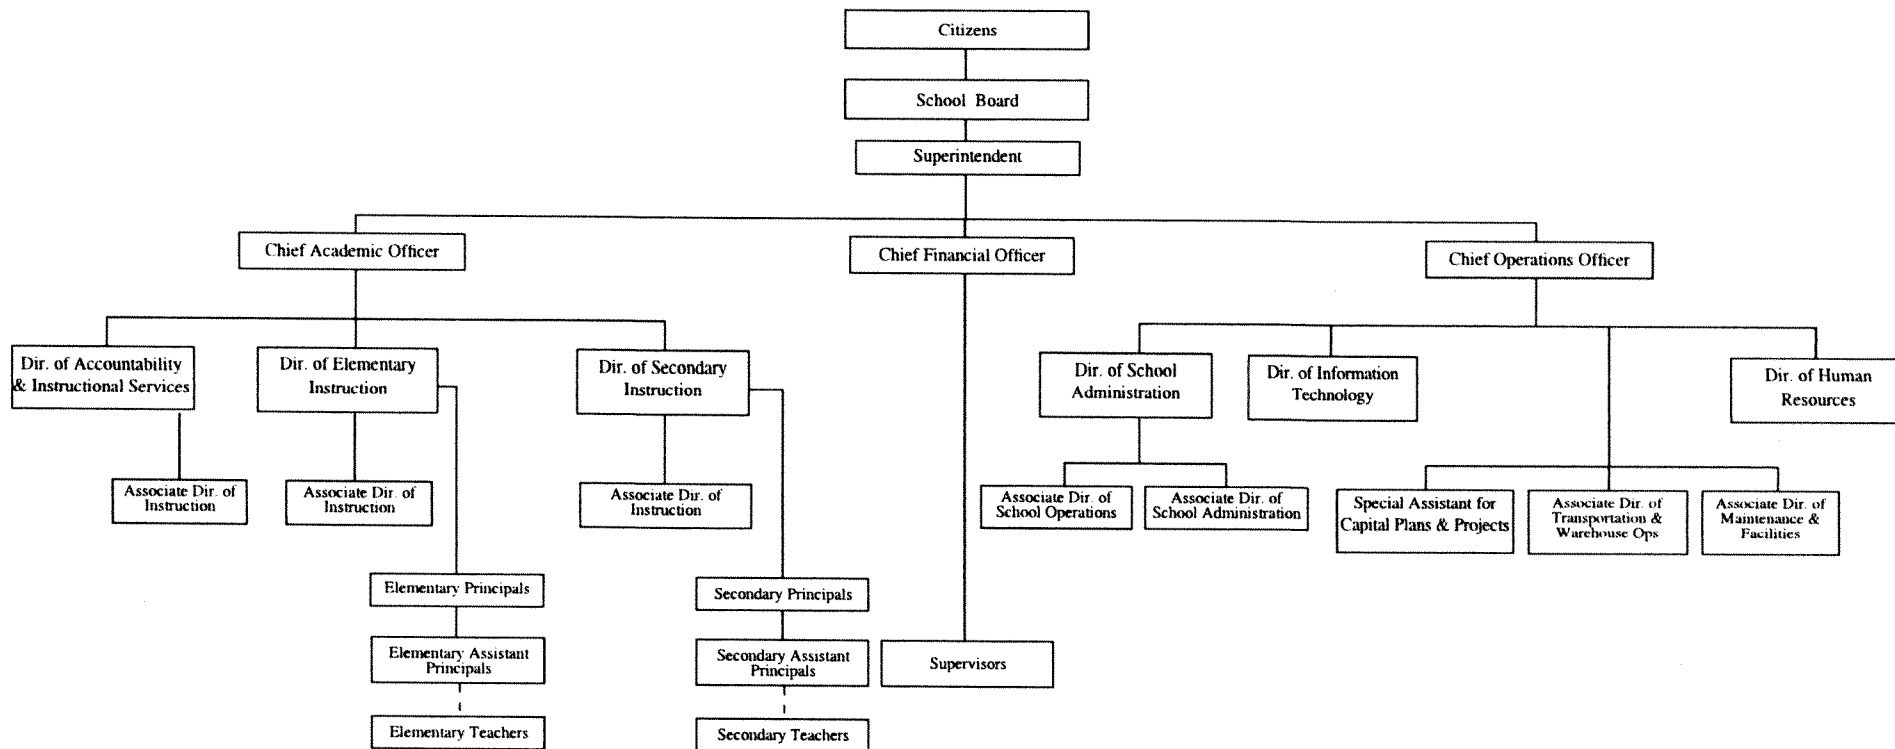 Citizens
School Board
Superintendent
Chief Academic Officer
Chief Financial Officer
Chief Operations Officer
Dir. of Accountability
& Instructional Services
Dir. of Elementary
Instruction
Dir. of Secondary
Instruction
Dir. of School
Administration
Dir. of Information
Technology
Dir. of Human
Resources
Associate Dir. of
Instruction
Associate Dir. of
Instruction
Associate Dir. of
Instruction
Associate Dir. of
School Operations
Associate Dir. of
School Administration
Special Assistant for
Capital Plans & Projects
Associate Dir. of
Transportation &
Warehouse Ops
Associate Dir. of
Maintenance &
Facilities
Elementary Principals
Secondary Principals
Elementary Assistant
Principals
Secondary Assistant
Principals
Supervisors
Elementary Teachers
Secondary Teachers